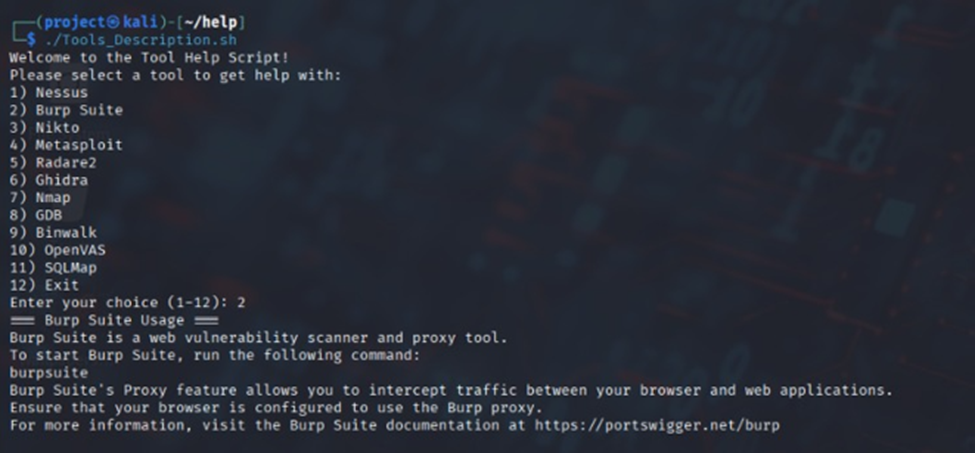 ┌──(project㉿kali)-[~/help]
└─$ ./Tools_Description.sh
Welcome to the Tool Help Script!
Please select a tool to get help with:
1) Nessus
2) Burp Suite
3) Nikto
4) Metasploit
5) Radare2
6) Ghidra
7) Nmap
8) GDB
9) Binwalk
10) OpenVAS
11) SQLMap
12) Exit
Enter your choice (1-12): 2
=== Burp Suite Usage ===
Burp Suite is a web vulnerability scanner and proxy tool.
To start Burp Suite, run the following command:
burpsuite
Burp Suite's Proxy feature allows you to intercept traffic between your browser and web applications.
Ensure that your browser is configured to use the Burp proxy.
For more information, visit the Burp Suite documentation at https://portswigger.net/burp